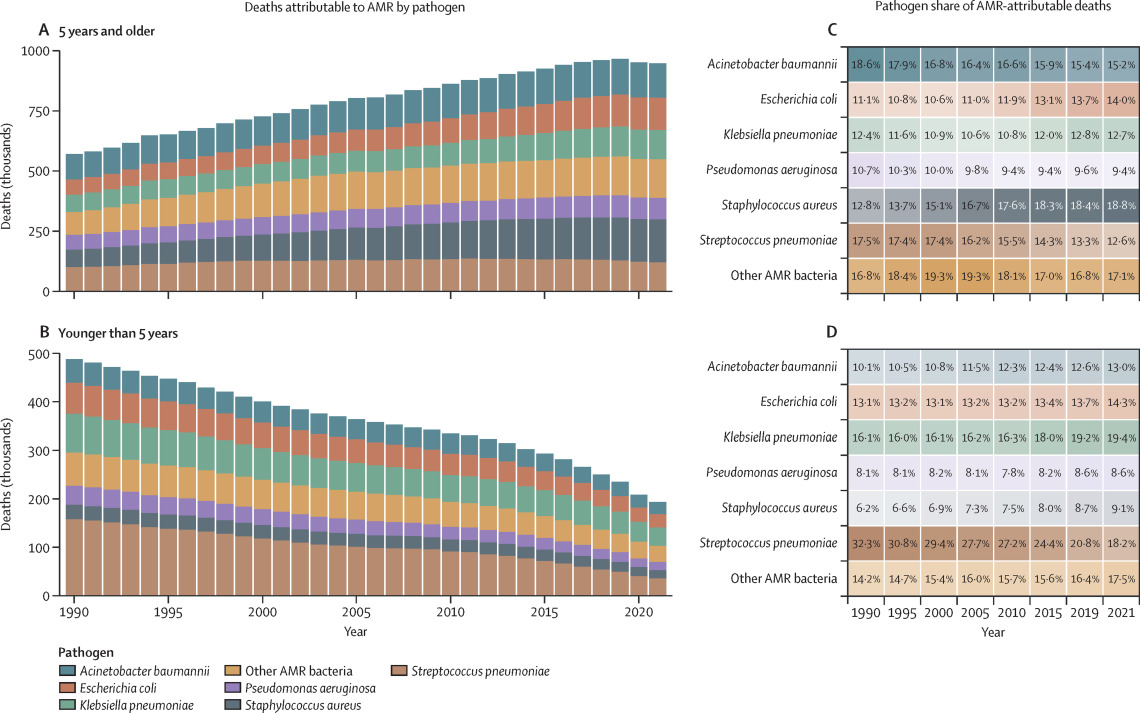 Deaths attributable to AMR by pathogen
Pathogen share of AMR-attributable deaths
A 5 years and older
Deaths (thousands)
1000
750
500
250
0
B Younger than 5 years
Deaths (thousands)
500
400
300
200
100
0
1990 1995 2000 2005 2010 2015 2020
Year
C
Acinetobacter baumannii 18·6% 17·9% 16·8% 16·4% 16·6% 15·9% 15·4% 15·2%
Escherichia coli 11·1% 10·8% 10·6% 11·0% 11·9% 13·1% 13·7% 14·0%
Klebsiella pneumoniae 12·4% 11·6% 10·9% 10·6% 10·8% 12·0% 12·8% 12·7%
Pseudomonas aeruginosa 10·7% 10·3% 10·0% 9·8% 9·4% 9·4% 9·6% 9·4%
Staphylococcus aureus 12·8% 13·7% 15·1% 16·7% 17·6% 18·3% 18·4% 18·8%
Streptococcus pneumoniae 17·5% 17·4% 17·4% 16·2% 15·5% 14·3% 13·3% 12·6%
Other AMR bacteria 16·8% 18·4% 19·3% 19·3% 18·1% 17·0% 16·8% 17·1%
D
Acinetobacter baumannii 10·1% 10·5% 10·8% 11·5% 12·3% 12·4% 12·6% 13·0%
Escherichia coli 13·1% 13·2% 13·1% 13·2% 13·2% 13·4% 13·7% 14·3%
Klebsiella pneumoniae 16·1% 16·0% 16·1% 16·2% 16·3% 18·0% 19·2% 19·4%
Pseudomonas aeruginosa 8·1% 8·1% 8·2% 8·1% 7·8% 8·2% 8·6% 8·6%
Staphylococcus aureus 6·2% 6·6% 6·9% 7·3% 7·5% 8·0% 8·7% 9·1%
Streptococcus pneumoniae 32·3% 30·8% 29·4% 27·7% 27·2% 24·4% 20·8% 18·2%
Other AMR bacteria 14·2% 14·7% 15·4% 16·0% 15·7% 15·6% 16·4% 17·5%
1990 1995 2000 2005 2010 2015 2019 2021
Year
Pathogen
Acinetobacter baumannii Other AMR bacteria Streptococcus pneumoniae
Escherichia coli Pseudomonas aeruginosa
Klebsiella pneumoniae Staphylococcus aureus